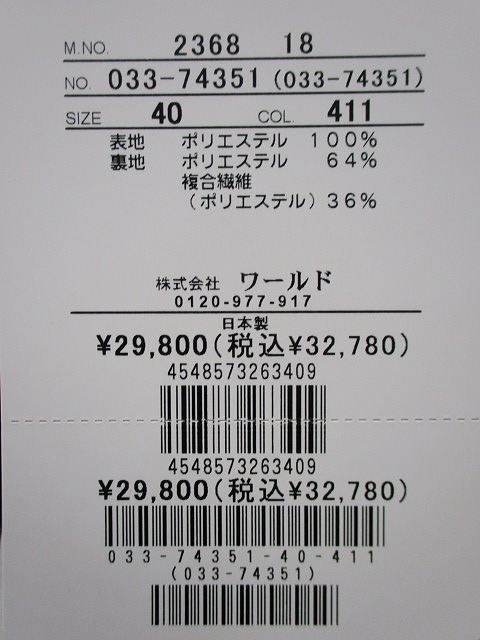 M.NO. 2368 18
NO. 033-74351 (033-74351)
SIZE 40 COL. 411
表地 ポリエステル 100%
裏地 ポリエステル 64%
複合繊維
(ポリエステル) 36%
株式会社 ワールド
0120-977-917
日本製
¥29,800(税込¥32,780)
4548573263409
4548573263409
¥29,800(税込¥32,780)
033-74351-40-411
(033-74351)